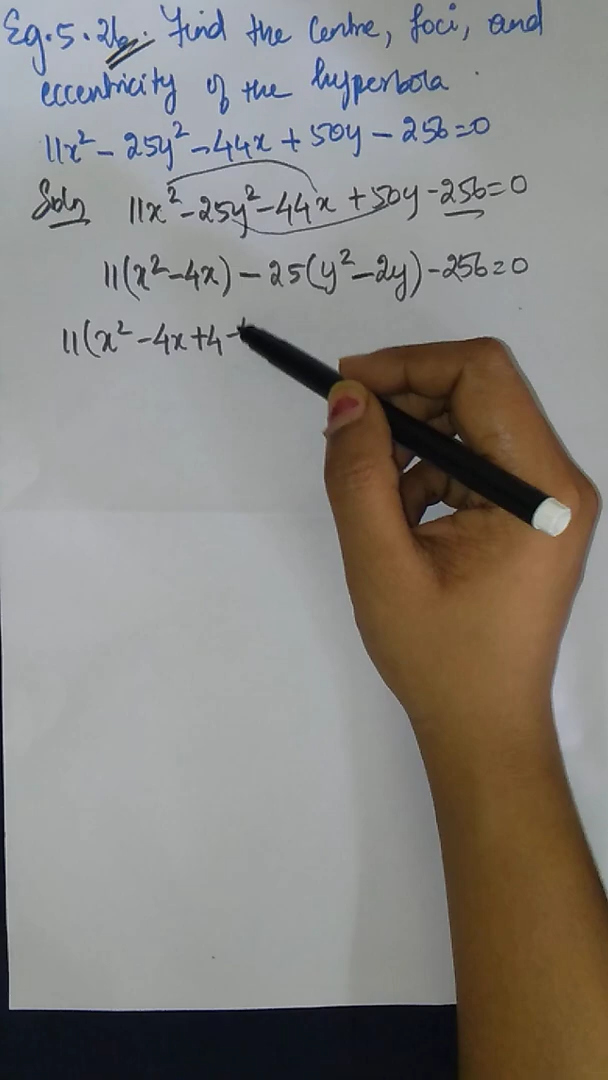 Eg.5.26. Find the Centre, foci, and
eccentricity of the hyperbola.
11x² - 25y² - 44x + 50y - 256 = 0
Soln 11x² - 25y² - 44x + 50y - 256 = 0
11(x² - 4x) - 25(y² - 2y) - 256 = 0
11(x² - 4x + 4 -